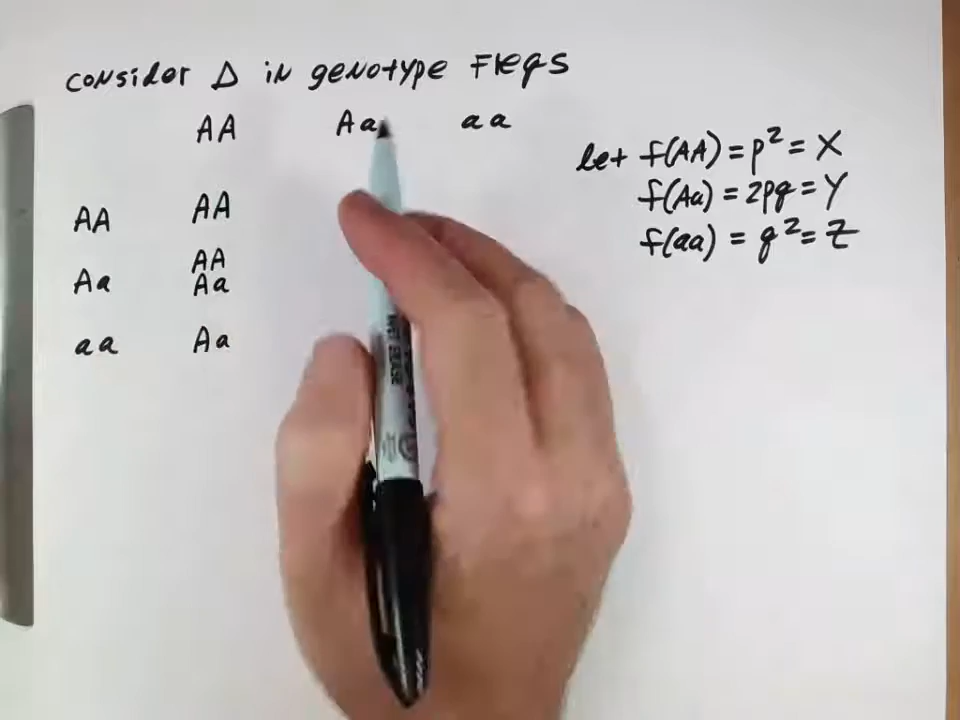 CONSIDER Δ IN GENOTYPE FREQS
AA Aa aa
let f(AA) = p² = X
f(Aa) = 2pq = Y
f(aa) = q² = Z
AA AA
Aa AA
Aa
aa Aa